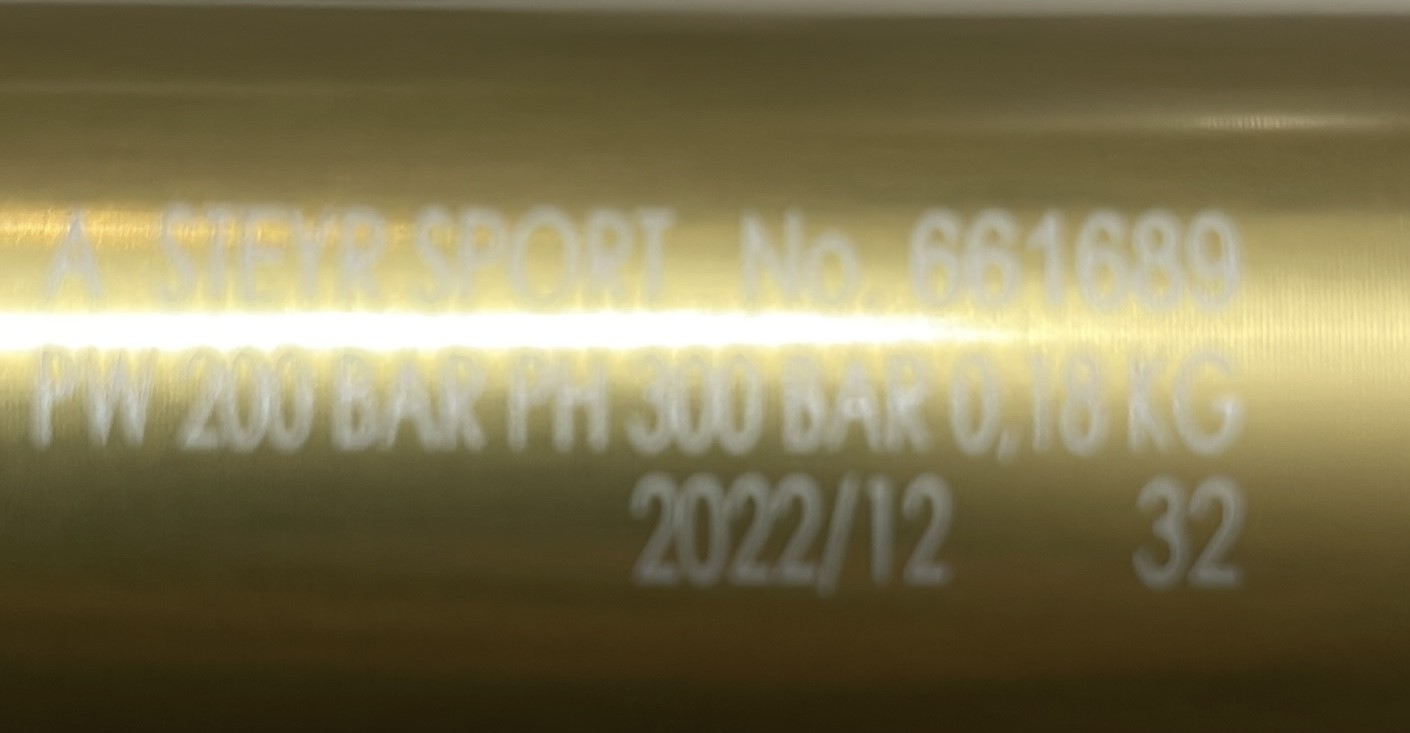 A STEYR SPORT No. 661689
PW 200 BAR PH 300 BAR 0,18 KG
2022/12 32